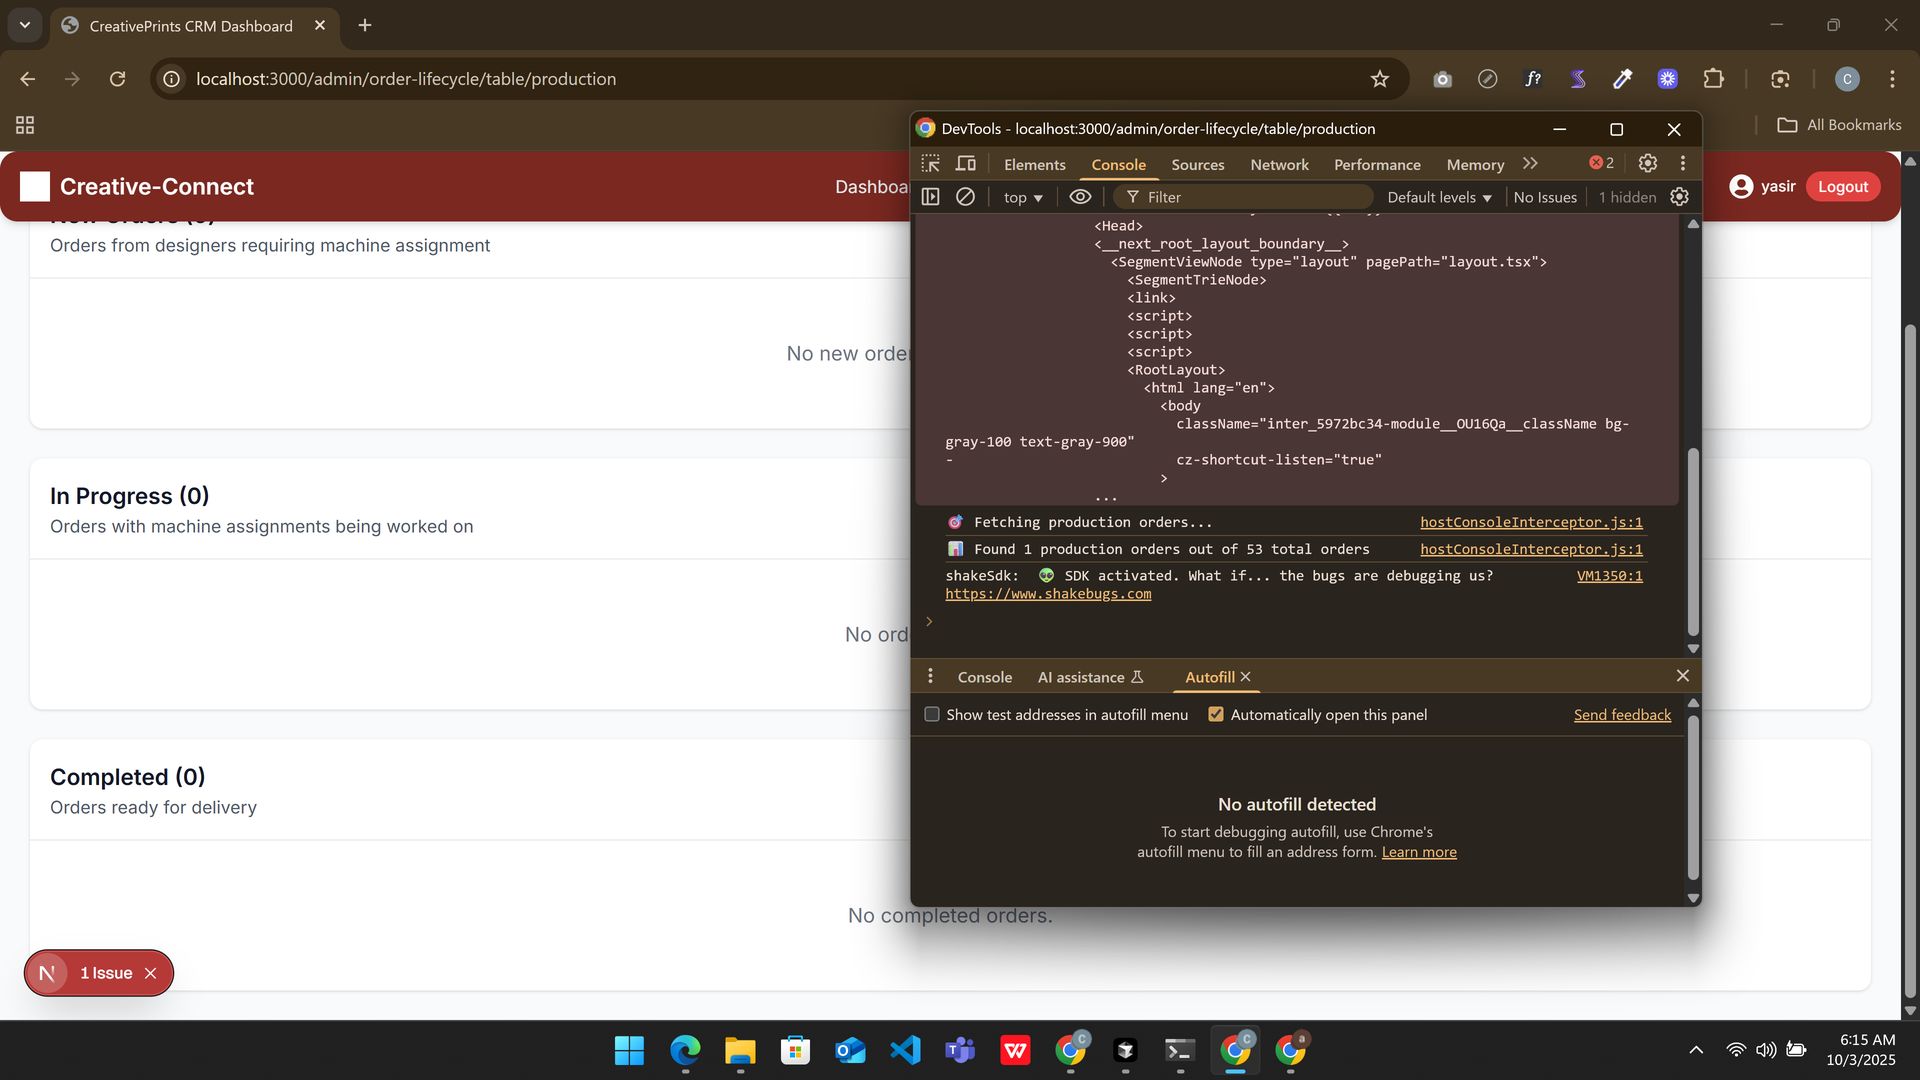 CreativePrints CRM Dashboard
localhost:3000/admin/order-lifecycle/table/production
f?
C
All Bookmarks
DevTools - localhost:3000/admin/order-lifecycle/table/production
Elements
Console
Sources
Network
Performance
Memory
2
top
Filter
Default levels
No Issues
1 hidden
Creative-Connect
yasir
Logout
New Orders (0)
Orders from designers requiring machine assignment
In Progress (0)
Orders with machine assignments being worked on
Completed (0)
Orders ready for delivery
No completed orders.
N
1 Issue
<Head>
<__next_root_layout_boundary__>
<SegmentViewNode type="layout" pagePath="layout.tsx">
<SegmentTrieNode>
<link>
<script>
<script>
<script>
<RootLayout>
<html lang="en">
<body
className="inter_5972bc34-module__OU16Qa__className bg-
gray-100 text-gray-900"
- cz-shortcut-listen="true"
>
...
🎯 Fetching production orders... hostConsoleInterceptor.js:1
📊 Found 1 production orders out of 53 total orders hostConsoleInterceptor.js:1
shakeSdk: 👽 SDK activated. What if... the bugs are debugging us? VM1350:1
https://www.shakebugs.com
Console
AI assistance
Autofill
Show test addresses in autofill menu
Automatically open this panel
Send feedback
No autofill detected
To start debugging autofill, use Chrome's
autofill menu to fill an address form. Learn more
6:15 AM
10/3/2025